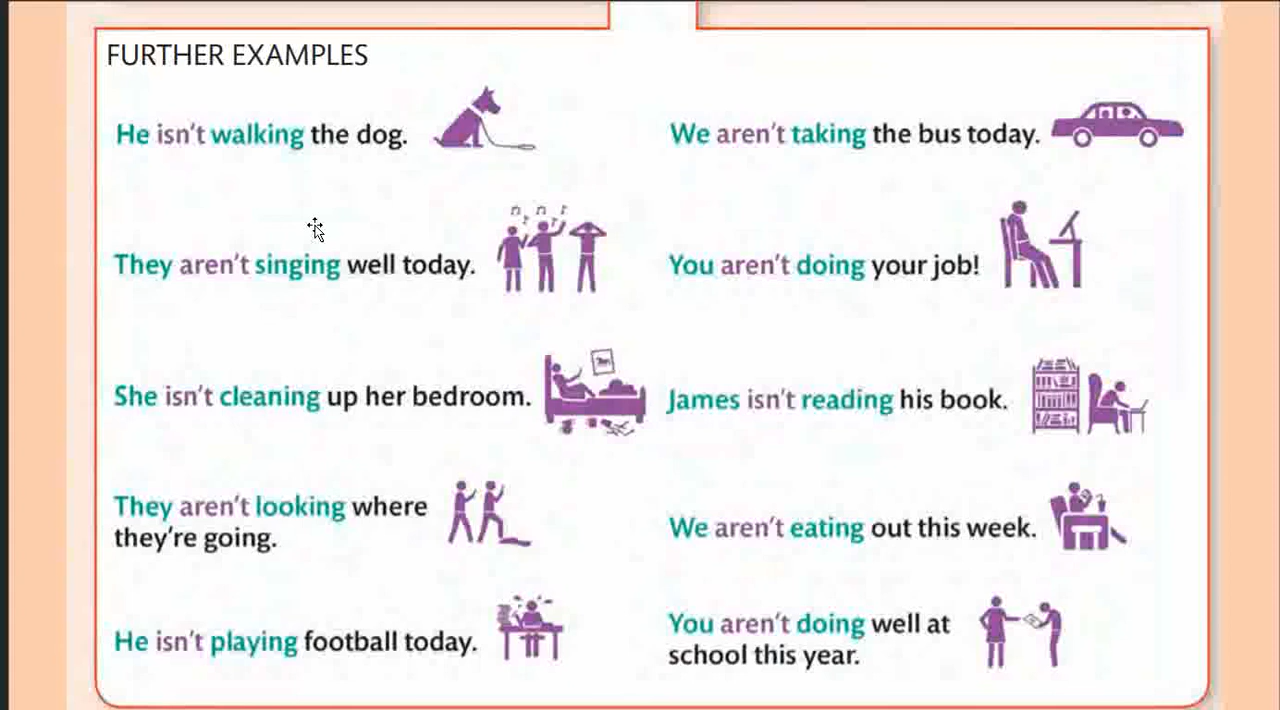 FURTHER EXAMPLES
He isn't walking the dog.
They aren't singing well today.
She isn't cleaning up her bedroom.
They aren't looking where
they're going.
He isn't playing football today.
We aren't taking the bus today.
You aren't doing your job!
James isn't reading his book.
We aren't eating out this week.
You aren't doing well at
school this year.